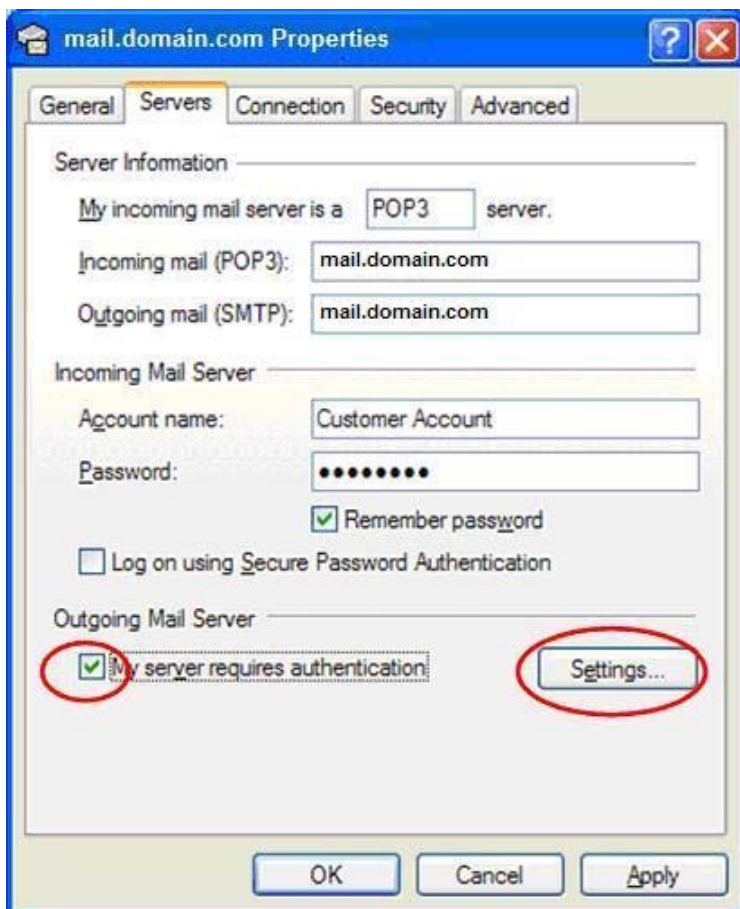 mail.domain.com Properties
General Servers Connection Security Advanced
Server Information
My incoming mail server is a POP3 server.
Incoming mail (POP3): mail.domain.com
Outgoing mail (SMTP): mail.domain.com
Incoming Mail Server
Account name: Customer Account
Password: ●●●●●●●●
Remember password
Log on using Secure Password Authentication
Outgoing Mail Server
My server requires authentication Settings...
OK Cancel Apply